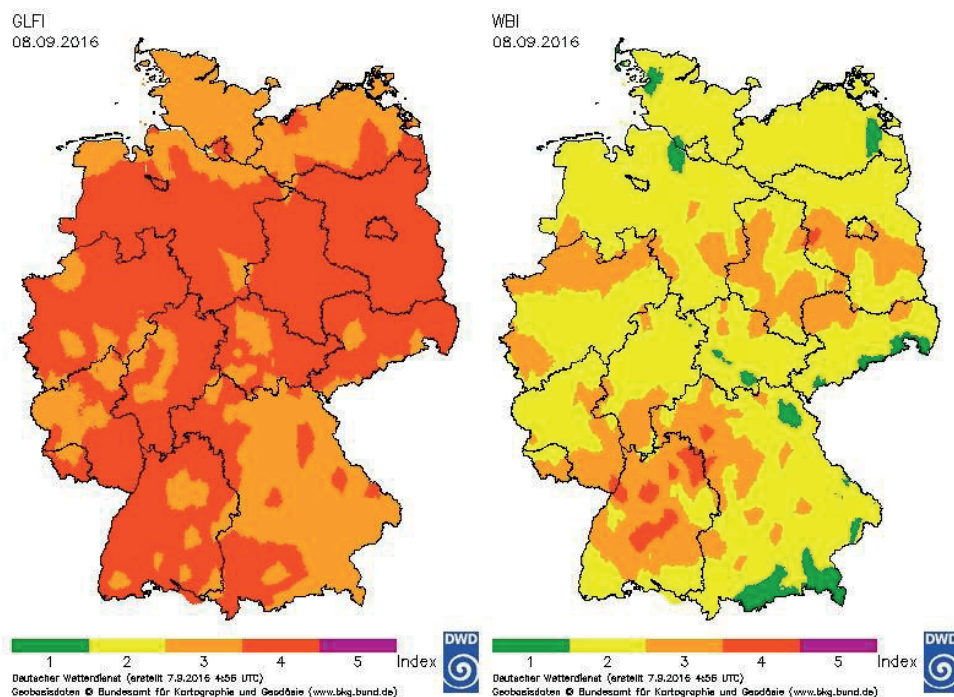 GLFI
08.09.2016
1 2 3 4 5 Index
Deutscher Wetterdienst (erstellt 7.9.2016 4:56 UTC)
Geobasisdaten © Bundesamt für Kartographie und Geodäsie (www.bkg.bund.de)
DWD
WBI
08.09.2016
1 2 3 4 5 Index
Deutscher Wetterdienst (erstellt 7.9.2016 4:56 UTC)
Geobasisdaten © Bundesamt für Kartographie und Geodäsie (www.bkg.bund.de)
DWD